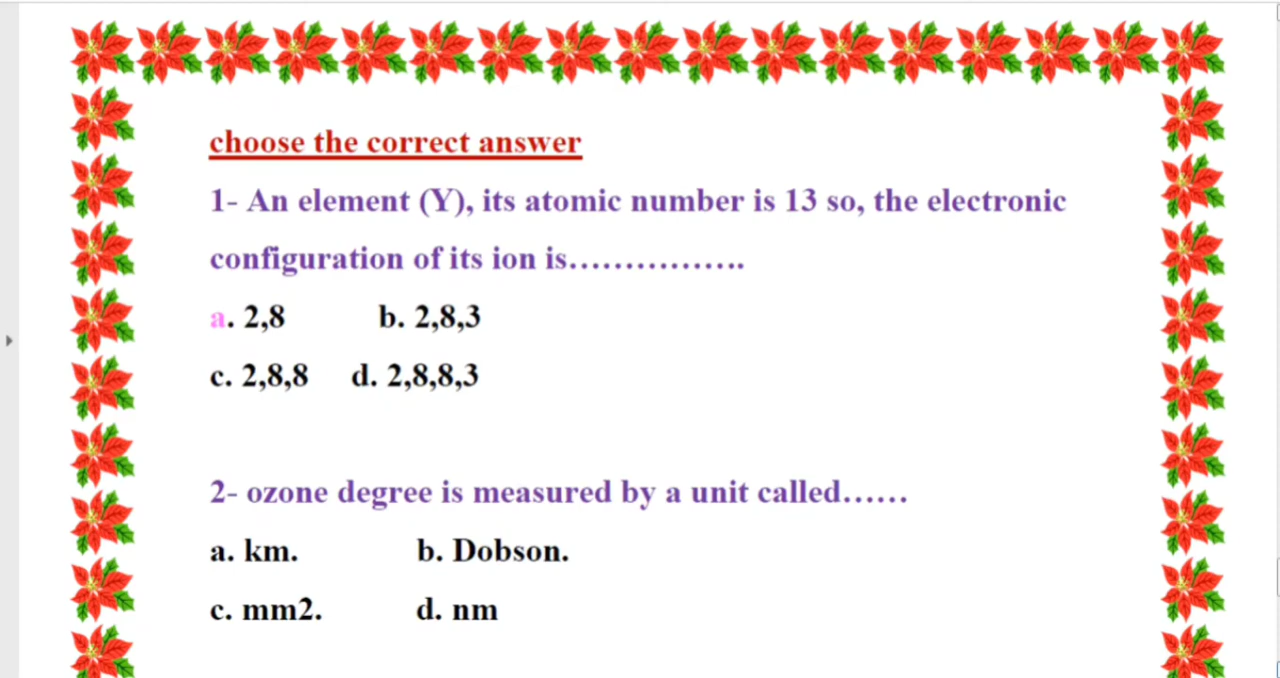 choose the correct answer
1- An element (Y), its atomic number is 13 so, the electronic
configuration of its ion is................
a. 2,8 b. 2,8,3
c. 2,8,8 d. 2,8,8,3
2- ozone degree is measured by a unit called......
a. km. b. Dobson.
c. mm2. d. nm